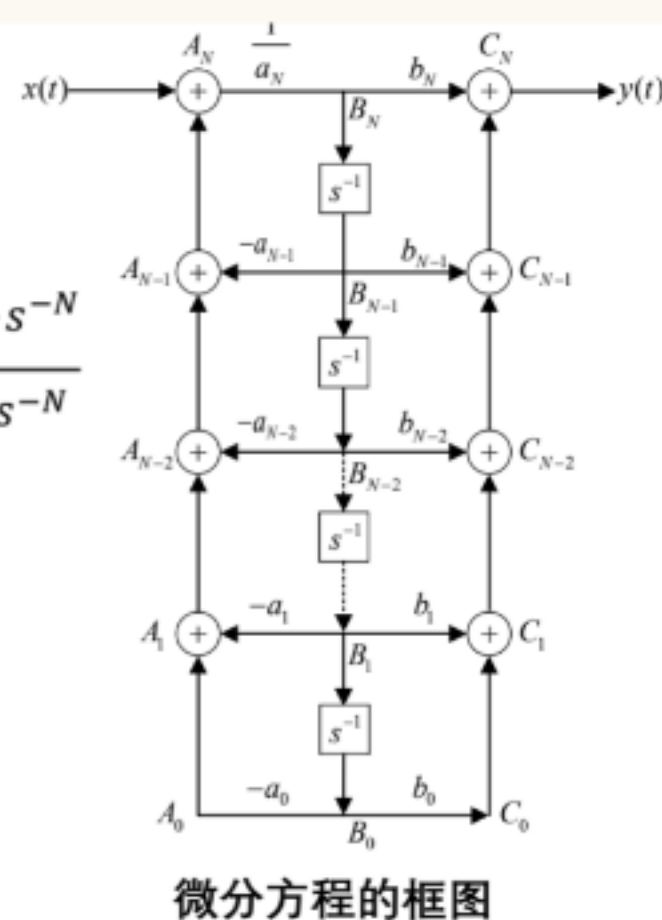 A_N 1/a_N b_N C_N
x(t) + + y(t)
B_N
s^{-1}
-a_{N-1} b_{N-1}
A_{N-1} + + C_{N-1}
B_{N-1}
s^{-N}
s^{-1}
s^{-N}
-a_{N-2} b_{N-2}
A_{N-2} + + C_{N-2}
B_{N-2}
s^{-1}
-a_1 b_1
A_1 + + C_1
B_1
s^{-1}
-a_0 b_0
A_0 C_0
B_0
微分方程的框图